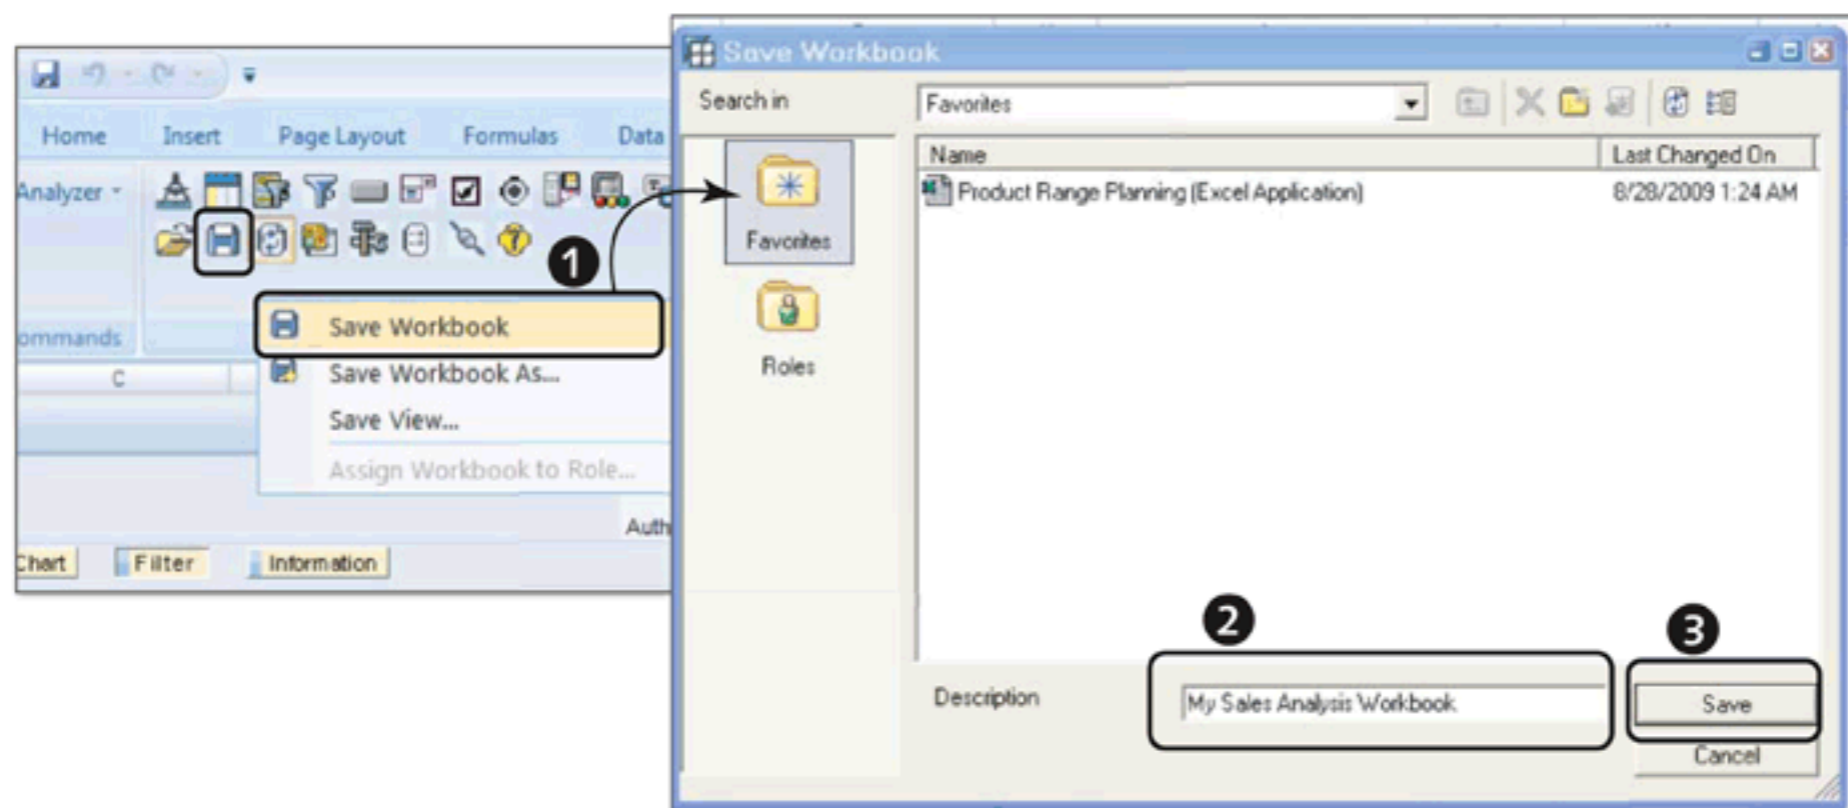 Home Insert Page Layout Formulas Data
Analyzer
1
Save Workbook
Save Workbook As...
Save View...
Assign Workbook to Role...
ommands
C
Auth
Chart Filter Information
Save Workbook
Search in Favorites
Name Last Changed On
Product Range Planning (Excel Application) 8/28/2009 1:24 AM
Favorites
Roles
2
3
Description My Sales Analysis Workbook
Save
Cancel